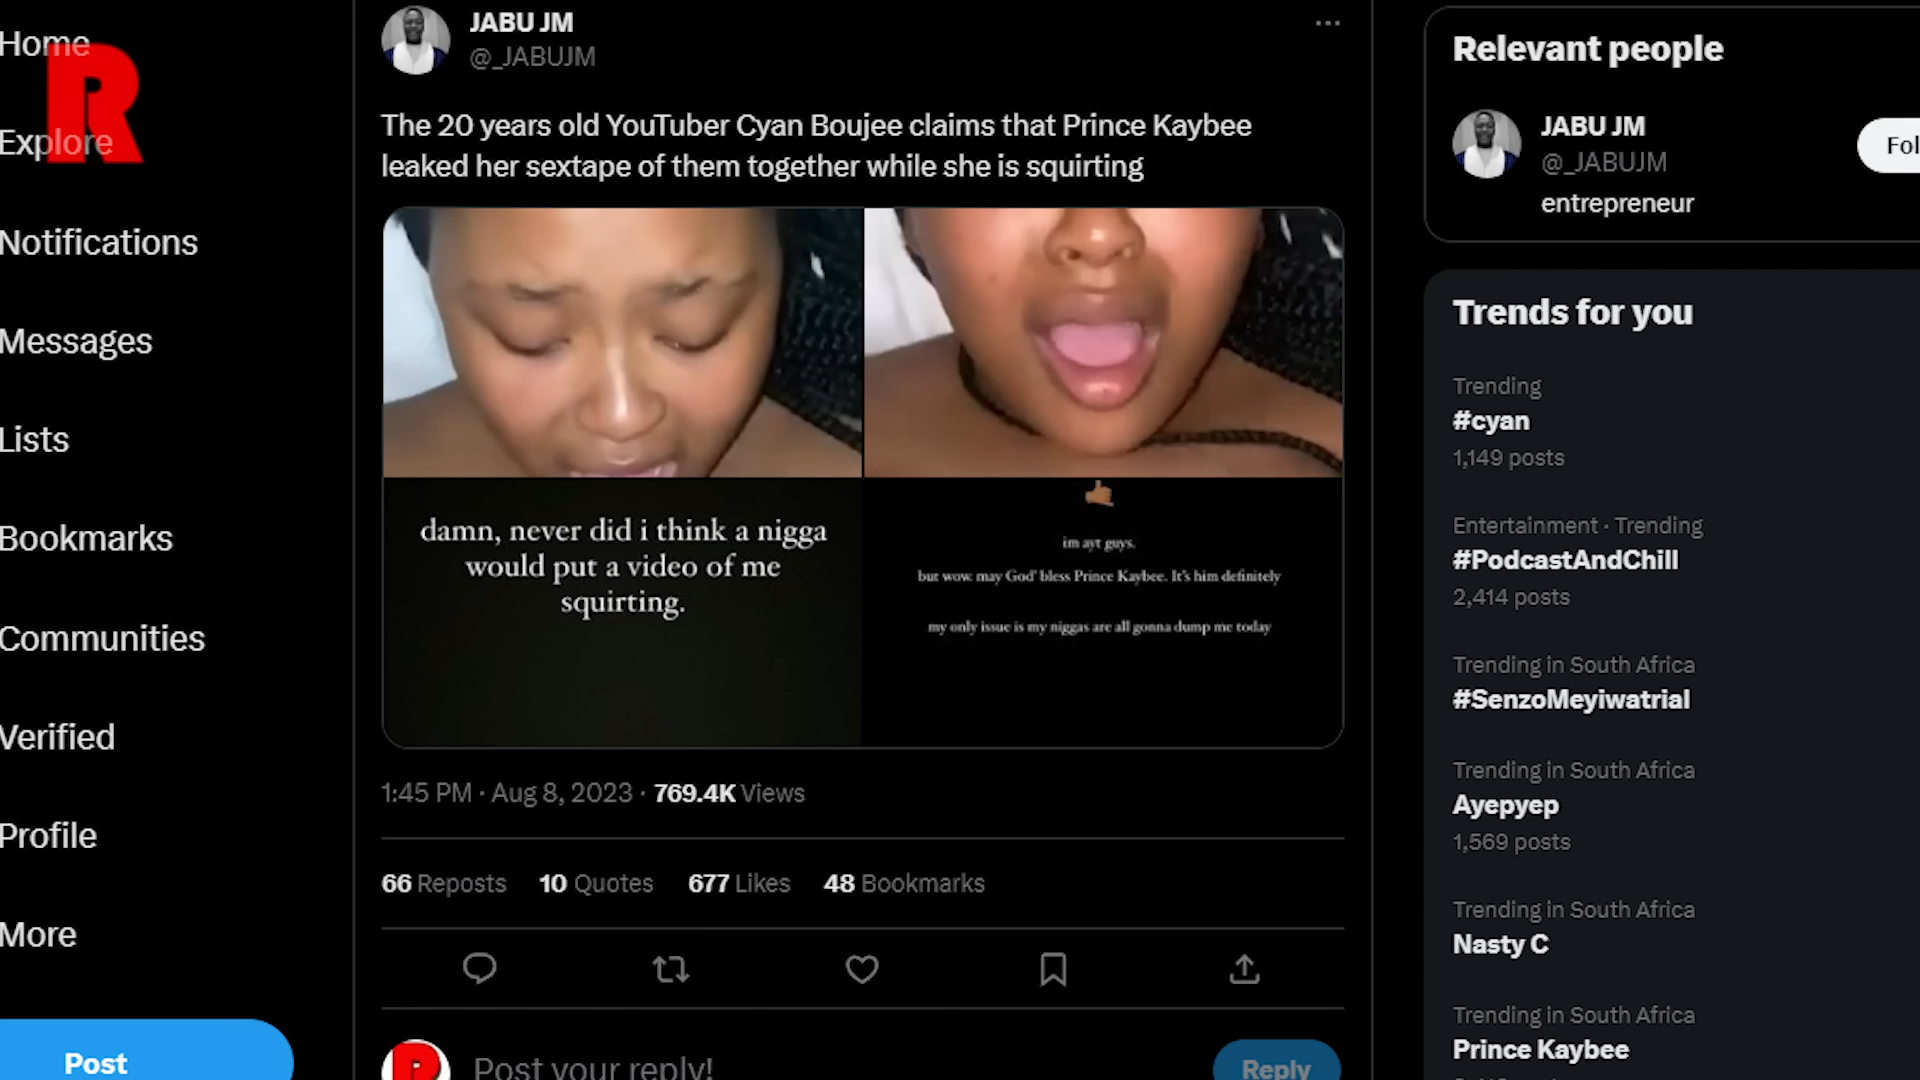 Home
Explore
R
Notifications
Messages
Lists
Bookmarks
Communities
Verified
Profile
More
Post
JABU JM
@_JABUJM
The 20 years old YouTuber Cyan Boujee claims that Prince Kaybee
leaked her sextape of them together while she is squirting
damn, never did i think a nigga
would put a video of me
squirting.
im ayt guys.
but wow. may God' bless Prince Kaybee. It's him definitely
my only issue is my niggas are all gonna dump me today
1:45 PM · Aug 8, 2023 · 769.4K Views
66 Reposts 10 Quotes 677 Likes 48 Bookmarks
Post your reply!
Reply
Relevant people
JABU JM
@_JABUJM
Fol
entrepreneur
Trends for you
Trending
#cyan
1,149 posts
Entertainment · Trending
#PodcastAndChill
2,414 posts
Trending in South Africa
#SenzoMeyiwatrial
Trending in South Africa
Ayepyep
1,569 posts
Trending in South Africa
Nasty C
Trending in South Africa
Prince Kaybee